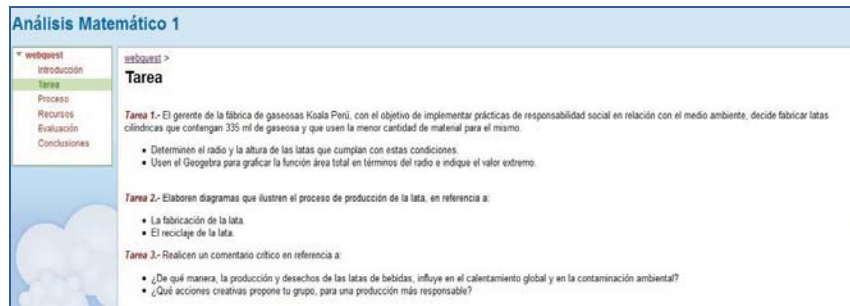 Análisis Matemático 1
webquest
Introducción
Tarea
Proceso
Recursos
Evaluación
Conclusiones
webquest >
Tarea
Tarea 1.- El gerente de la fábrica de gaseosas Koala Perú, con el objetivo de implementar prácticas de responsabilidad social en relación con el medio ambiente, decide fabricar latas
cilíndricas que contengan 335 ml de gaseosa y que usen la menor cantidad de material para el mismo.
• Determinen el radio y la altura de las latas que cumplan con estas condiciones.
• Usen el Geogebra para graficar la función área total en términos del radio e indique el valor extremo.
Tarea 2.- Elaboren diagramas que ilustren el proceso de producción de la lata, en referencia a:
• La fabricación de la lata.
• El reciclaje de la lata.
Tarea 3.- Realicen un comentario crítico en referencia a:
• ¿De qué manera, la producción y desechos de las latas de bebidas, influye en el calentamiento global y en la contaminación ambiental?
• ¿Qué acciones creativas propone tu grupo, para una producción más responsable?